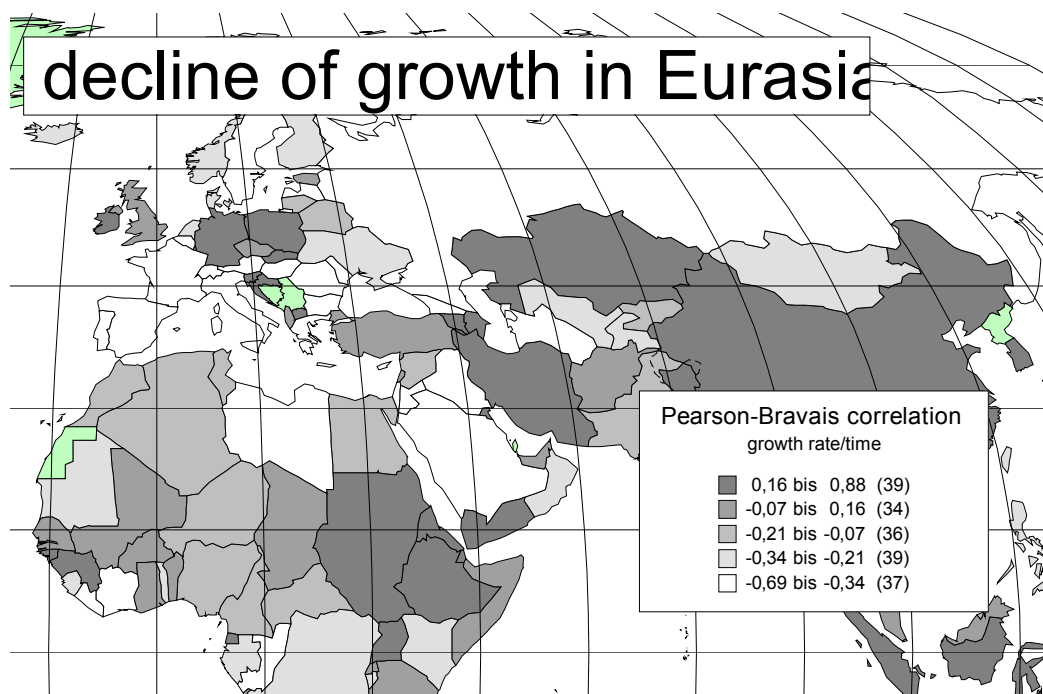 decline of growth in Eurasia
Pearson-Bravais correlation
growth rate/time
0,16 bis 0,88 (39)
-0,07 bis 0,16 (34)
-0,21 bis -0,07 (36)
-0,34 bis -0,21 (39)
-0,69 bis -0,34 (37)